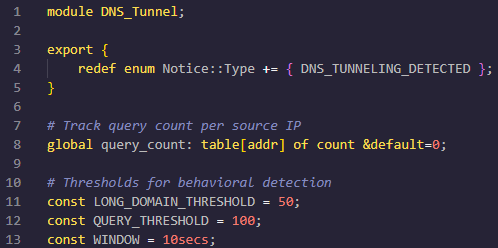 1 module DNS_Tunnel;
2
3 export {
4     redef enum Notice::Type += { DNS_TUNNELING_DETECTED };
5 }
6
7 # Track query count per source IP
8 global query_count: table[addr] of count &default=0;
9
10 # Thresholds for behavioral detection
11 const LONG_DOMAIN_THRESHOLD = 50;
12 const QUERY_THRESHOLD = 100;
13 const WINDOW = 10secs;